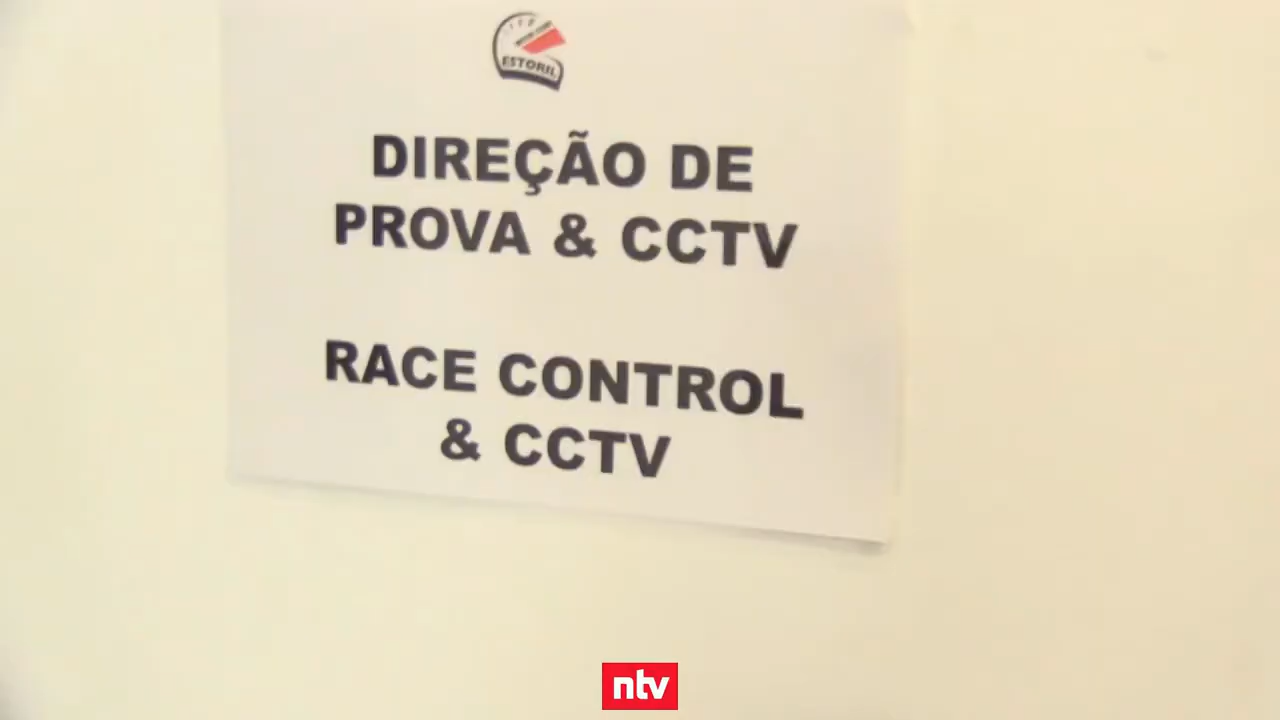 ESTORIL
DIREÇÃO DE
PROVA & CCTV
RACE CONTROL
& CCTV
ntv